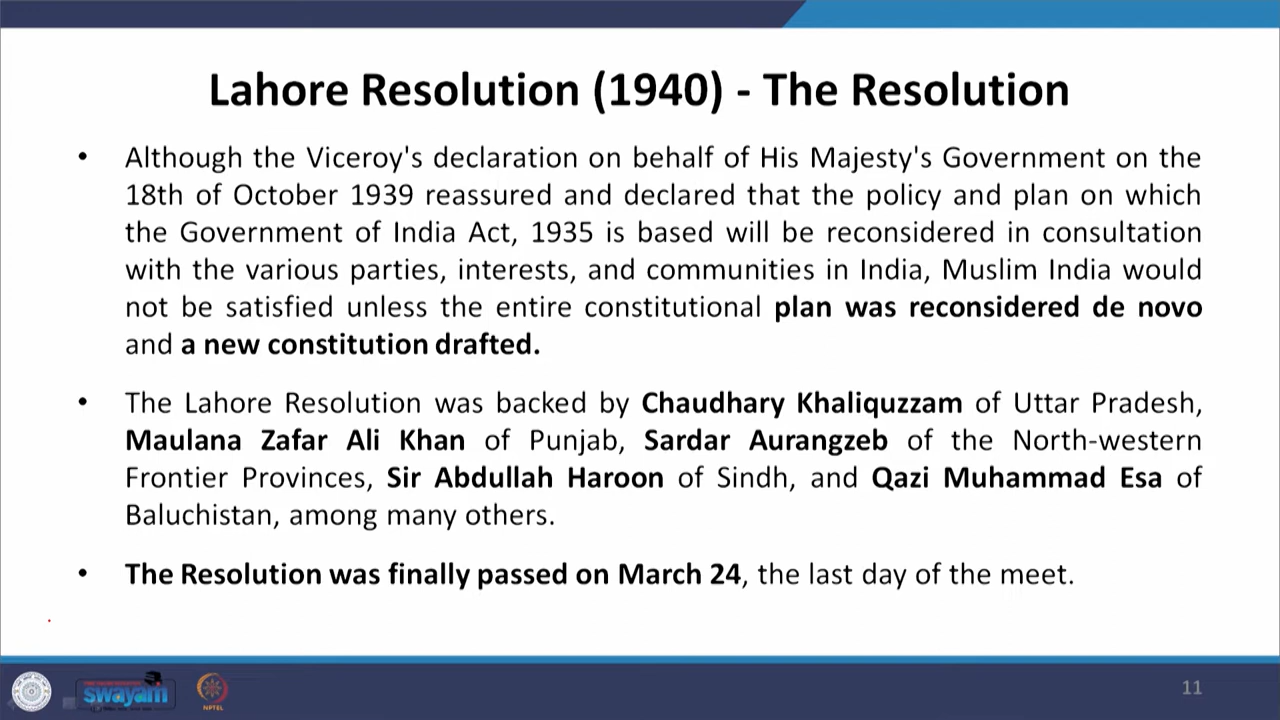 Lahore Resolution (1940) - The Resolution
• Although the Viceroy's declaration on behalf of His Majesty's Government on the
18th of October 1939 reassured and declared that the policy and plan on which
the Government of India Act, 1935 is based will be reconsidered in consultation
with the various parties, interests, and communities in India, Muslim India would
not be satisfied unless the entire constitutional plan was reconsidered de novo
and a new constitution drafted.
• The Lahore Resolution was backed by Chaudhary Khaliquzzam of Uttar Pradesh,
Maulana Zafar Ali Khan of Punjab, Sardar Aurangzeb of the North-western
Frontier Provinces, Sir Abdullah Haroon of Sindh, and Qazi Muhammad Esa of
Baluchistan, among many others.
• The Resolution was finally passed on March 24, the last day of the meet.
swayam
NPTEL
11